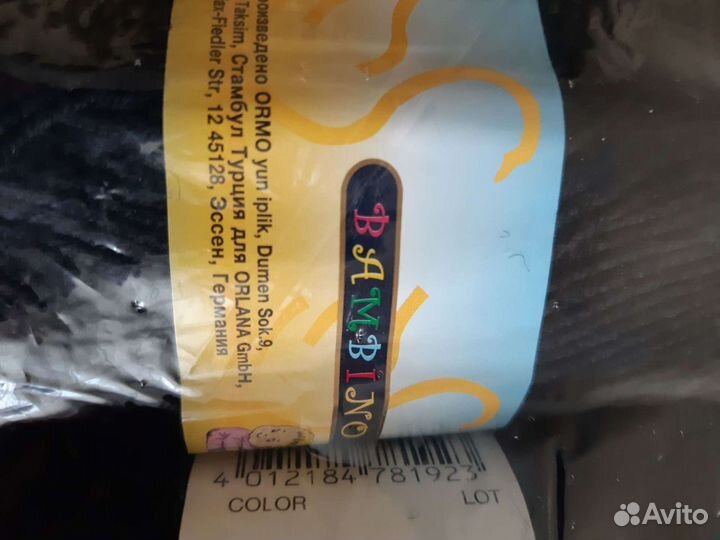 произведено ORMO yun iplik, Dumen Sok.9,
Taksim, Стамбул Турция для ORLANA GmbH,
ax-Fiedler Str, 12 45128, Эссен, Германия
BAMBINO
4 012184 781923
COLOR LOT
Avito